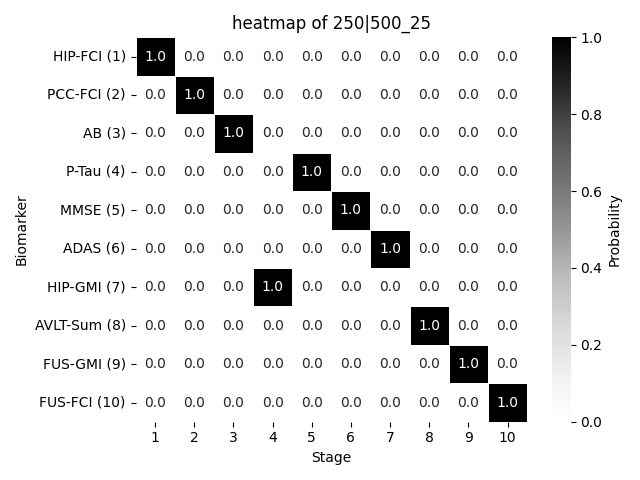 heatmap of 250|500_25
HIP-FCI (1) 1.0 0.0 0.0 0.0 0.0 0.0 0.0 0.0 0.0 0.0
PCC-FCI (2) 0.0 1.0 0.0 0.0 0.0 0.0 0.0 0.0 0.0 0.0
AB (3) 0.0 0.0 1.0 0.0 0.0 0.0 0.0 0.0 0.0 0.0
P-Tau (4) 0.0 0.0 0.0 0.0 1.0 0.0 0.0 0.0 0.0 0.0
MMSE (5) 0.0 0.0 0.0 0.0 0.0 1.0 0.0 0.0 0.0 0.0
ADAS (6) 0.0 0.0 0.0 0.0 0.0 0.0 1.0 0.0 0.0 0.0
HIP-GMI (7) 0.0 0.0 0.0 1.0 0.0 0.0 0.0 0.0 0.0 0.0
AVLT-Sum (8) 0.0 0.0 0.0 0.0 0.0 0.0 0.0 1.0 0.0 0.0
FUS-GMI (9) 0.0 0.0 0.0 0.0 0.0 0.0 0.0 0.0 1.0 0.0
FUS-FCI (10) 0.0 0.0 0.0 0.0 0.0 0.0 0.0 0.0 0.0 1.0
1 2 3 4 5 6 7 8 9 10
Stage
Biomarker
1.0
0.8
0.6
0.4
0.2
0.0
Probability